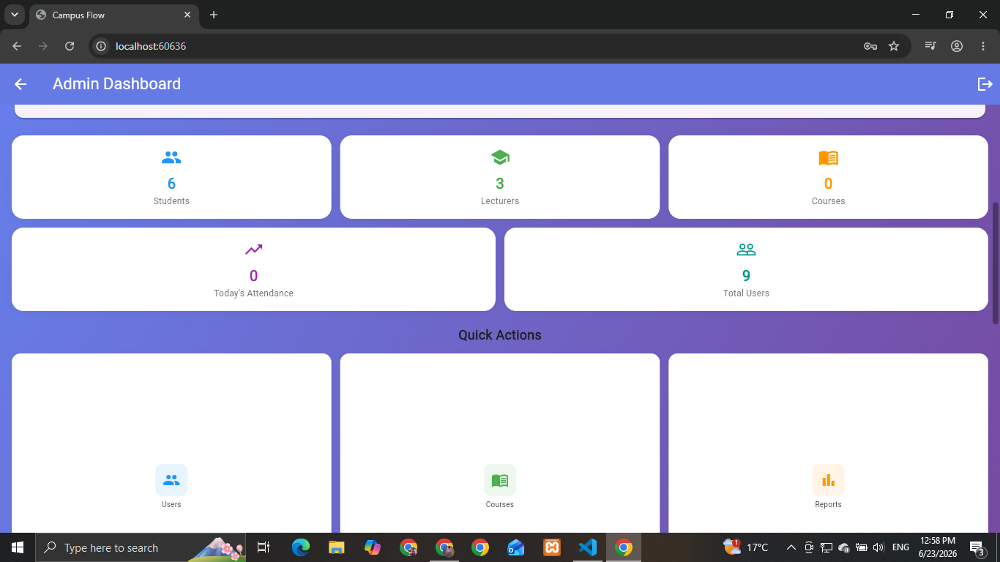 Campus Flow
localhost:60636
Admin Dashboard
6
Students
3
Lecturers
0
Courses
0
Today's Attendance
9
Total Users
Quick Actions
Users
Courses
Reports
Type here to search
1
17°C
ENG
12:58 PM
6/23/2026
3